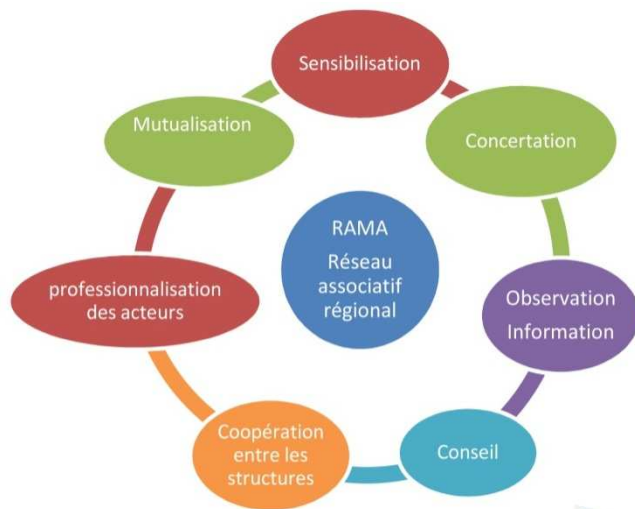 Sensibilisation
Concertation
Observation
Information
Conseil
Coopération
entre les
structures
professionnalisation
des acteurs
Mutualisation
RAMA
Réseau
associatif
régional